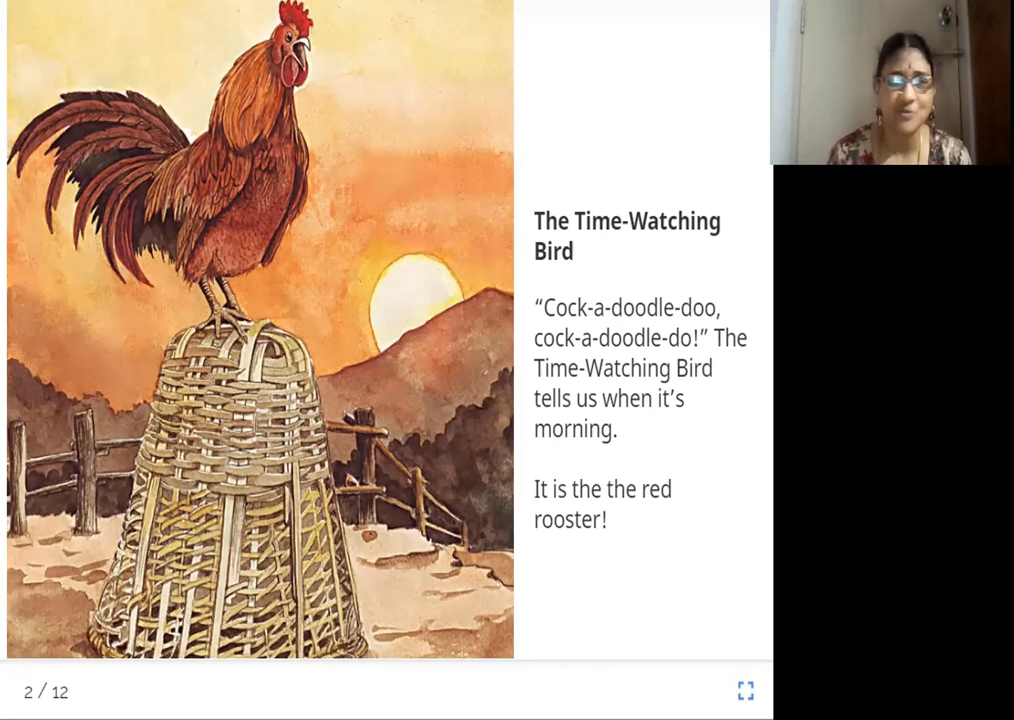 The Time-Watching
Bird
“Cock-a-doodle-doo,
cock-a-doodle-do!” The
Time-Watching Bird
tells us when it’s
morning.
It is the the red
rooster!
2 / 12